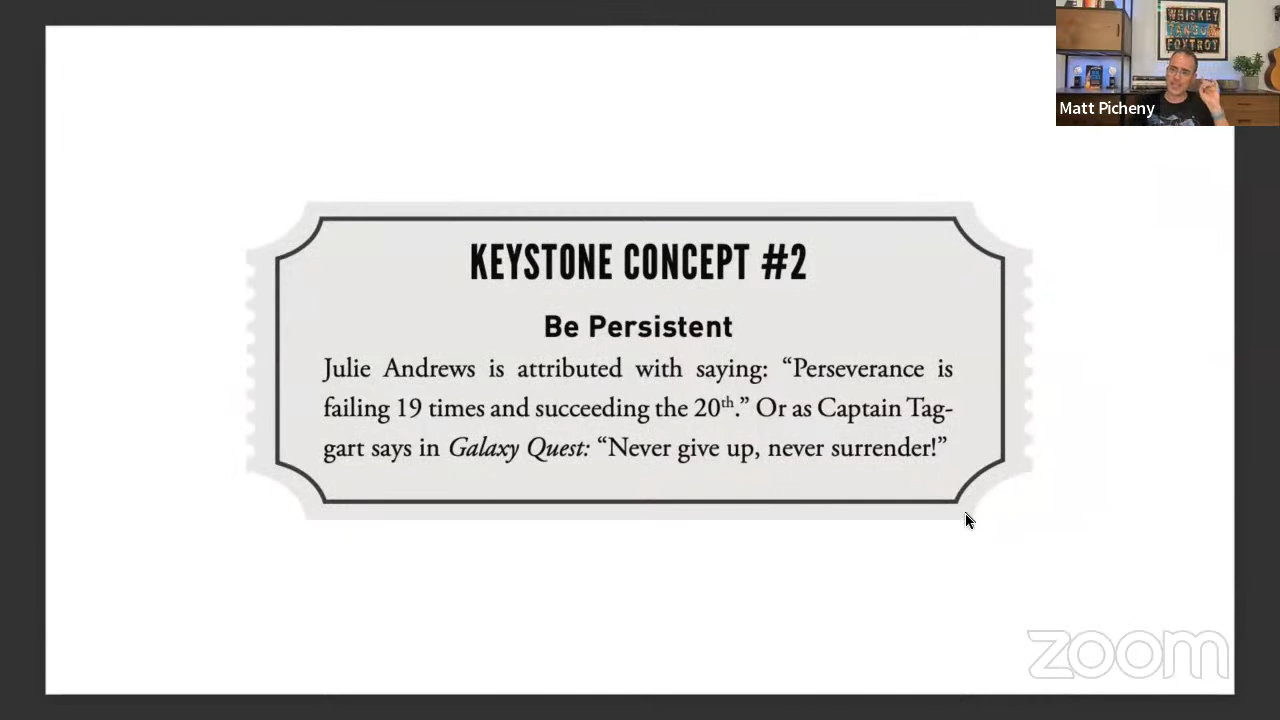 WHISKEY
TANGO
FOXTROT
Matt Picheny
KEYSTONE CONCEPT #2
Be Persistent
Julie Andrews is attributed with saying: “Perseverance is
failing 19 times and succeeding the 20th.” Or as Captain Tag-
gart says in Galaxy Quest: “Never give up, never surrender!”
zoom